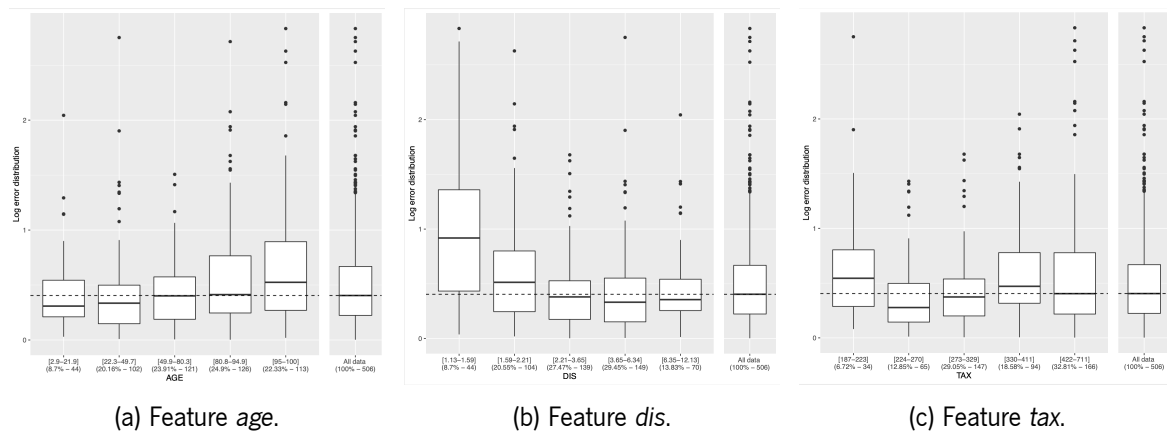 Log error distribution
2
1
0
[2.9−21.9] [22.3−49.7] [49.9−80.3] [80.8−94.9] [95−100] All data
(8.7% − 44) (20.16% − 102) (23.91% − 121) (24.9% − 126) (22.33% − 113) (100% − 506)
AGE
(a) Feature age.
Log error distribution
2
1
0
[1.13−1.59] [1.59−2.21] [2.21−3.65] [3.65−6.34] [6.35−12.13] All data
(8.7% − 44) (20.55% − 104) (27.47% − 139) (29.45% − 149) (13.83% − 70) (100% − 506)
DIS
(b) Feature dis.
Log error distribution
2
1
0
[187−223] [224−270] [273−329] [330−411] [422−711] All data
(6.72% − 34) (12.85% − 65) (29.05% − 147) (18.58% − 94) (32.81% − 166) (100% − 506)
TAX
(c) Feature tax.